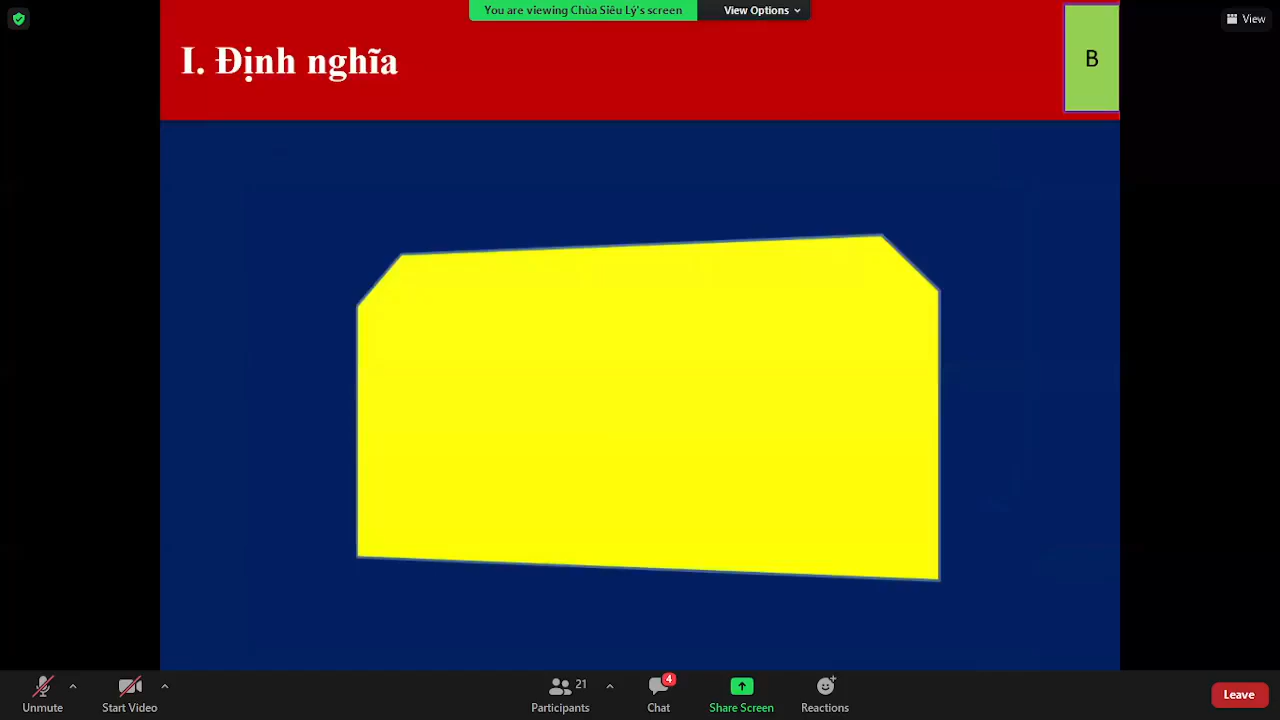 You are viewing Chùa Siêu Lý's screen
View Options
View
I. Định nghĩa
B
Unmute
Start Video
21
Participants
4
Chat
Share Screen
Reactions
Leave